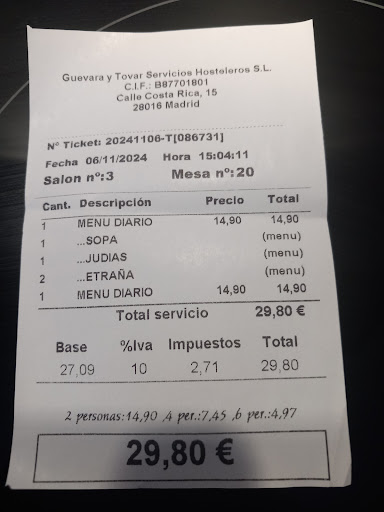 Guevara y Tovar Servicios Hosteleros S.L.
C.I.F.: B87701801
Calle Costa Rica, 15
28016 Madrid
Nº Ticket: 20241106-T[086731]
Fecha 06/11/2024 Hora 15:04:11
Salon nº:3 Mesa nº:20
Cant. Descripción Precio Total
1 MENU DIARIO 14,90 14,90
1 ...SOPA (menu)
1 ...JUDIAS (menu)
2 ...ETRAÑA (menu)
1 MENU DIARIO 14,90 14,90
Total servicio 29,80 €
Base %Iva Impuestos Total
27,09 10 2,71 29,80
2 personas:14,90 ,4 per.:7,45 ,6 per.:4,97
29,80 €